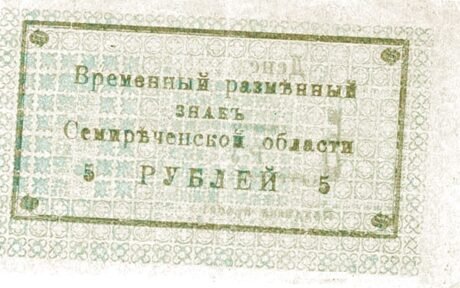 Временный размѣнный
знакъ
Семирѣченской области
5 РУБЛЕЙ 5